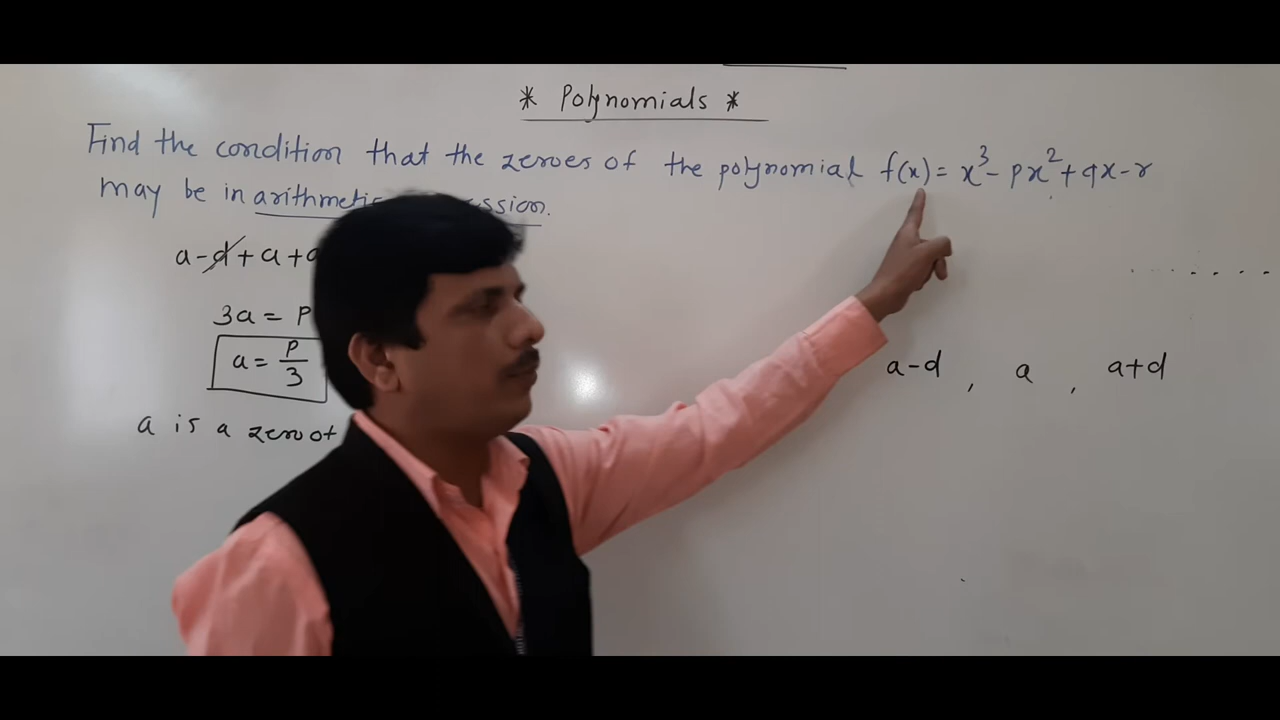 * Polynomials *
Find the condition that the zeroes of the polynomial f(x) = x³ - px² + qx - r
may be in arithmetic ssion.
a-d + a + a
3a = P
a = P/3
a is a zero of
a-d , a , a+d